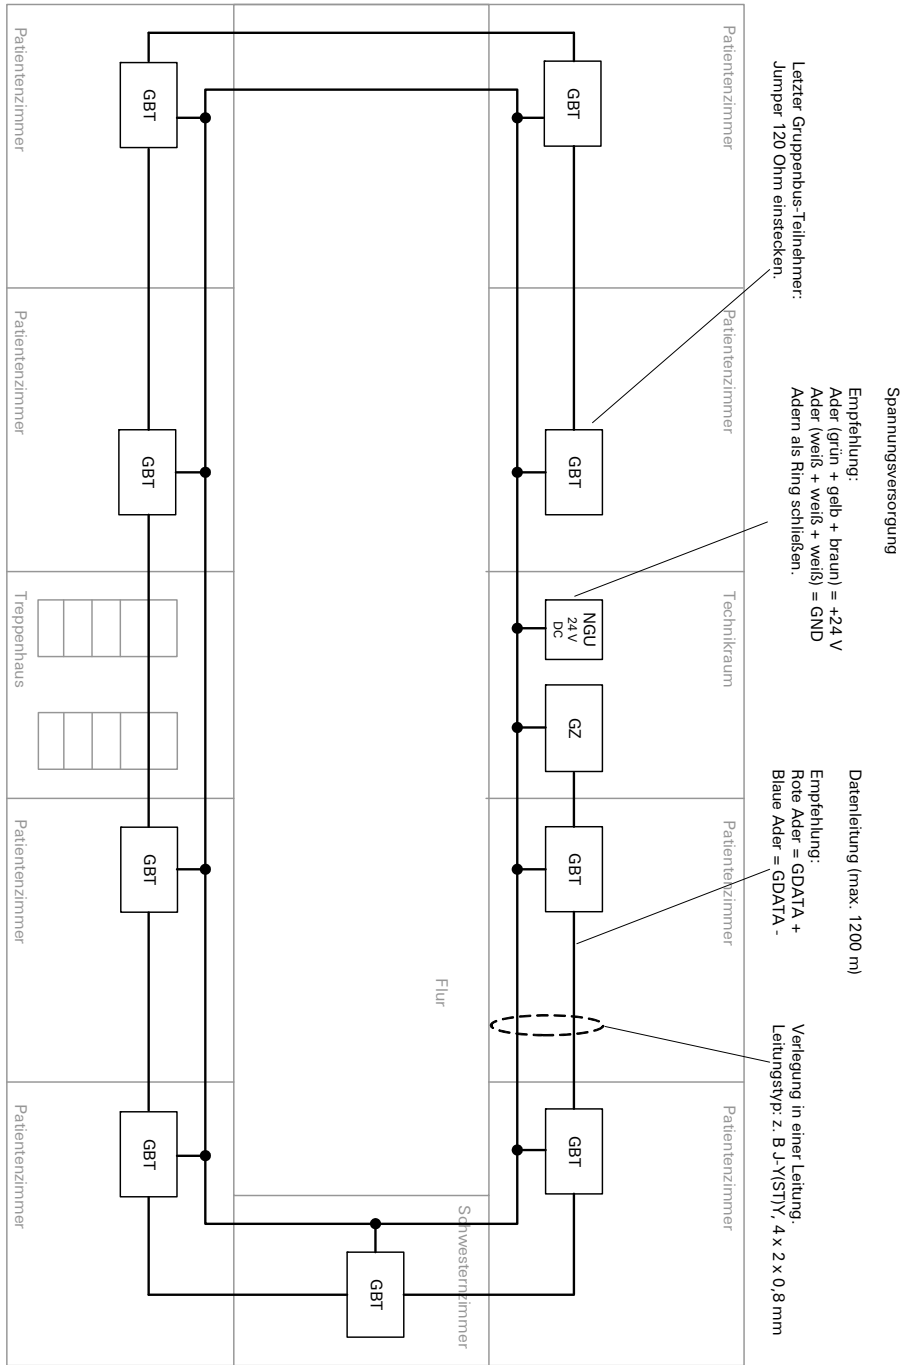 Letzter Gruppenbus-Teilnehmer:
Jumper 120 Ohm einstecken.
Spannungsversorgung
Empfehlung:
Ader (grün + gelb + braun) = +24 V
Ader (weiß + weiß + weiß) = GND
Adern als Ring schließen.
Datenleitung (max. 1200 m)
Empfehlung:
Rote Ader = GDATA +
Blaue Ader = GDATA -
Verlegung in einer Leitung.
Leitungstyp: z. B J-Y(ST)Y, 4 x 2 x 0,8 mm
Patientenzimmer
Patientenzimmer
Technikraum
Patientenzimmer
Patientenzimmer
GBT
GBT
NGU
24 V
DC
GZ
GBT
GBT
Flur
Schwesternzimmer
GBT
GBT
GBT
GBT
GBT
Patientenzimmer
Patientenzimmer
Treppenhaus
Patientenzimmer
Patientenzimmer